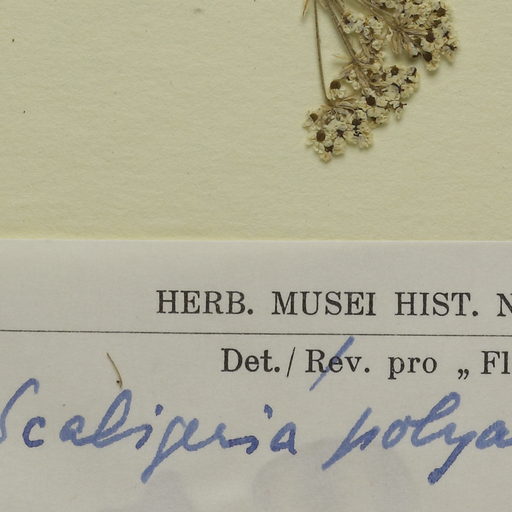 HERB. MUSEI HIST. N
Det./Rev. pro „ Fl
Scaligeria polya